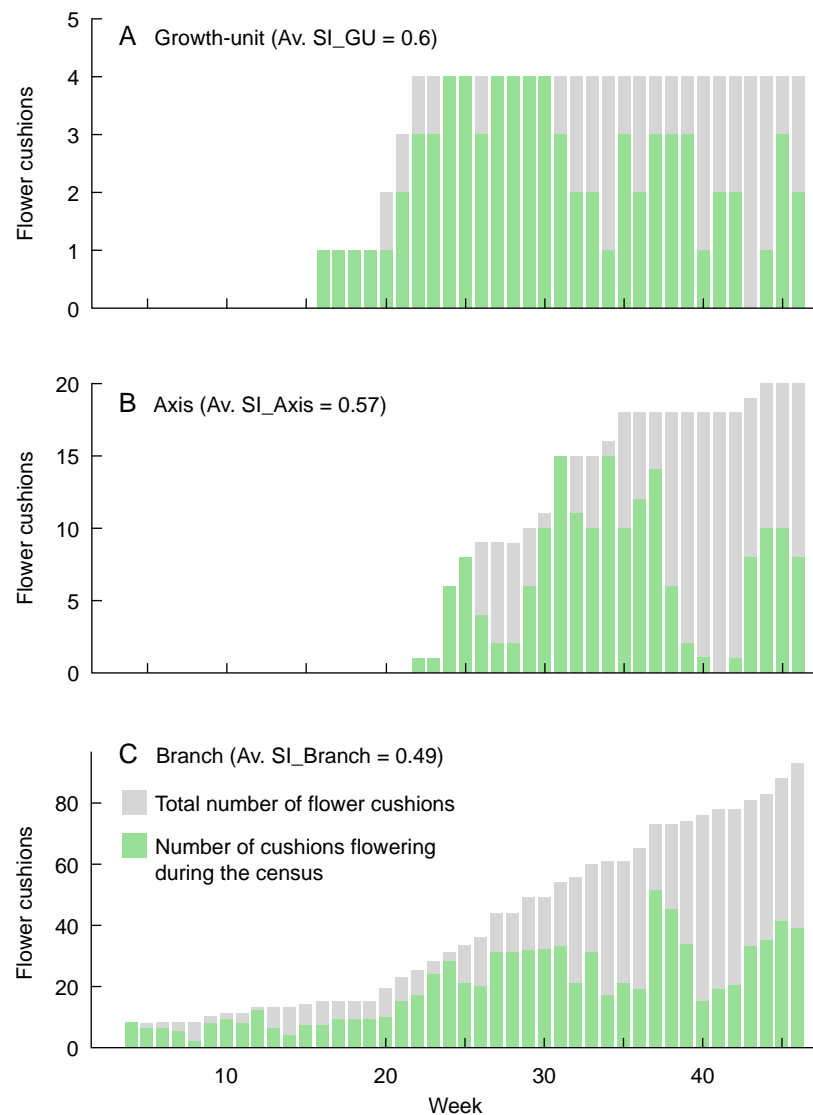 A Growth-unit (Av. SI_GU = 0.6)
5
4
3
2
1
0
Flower cushions
B Axis (Av. SI_Axis = 0.57)
20
15
10
5
0
Flower cushions
C Branch (Av. SI_Branch = 0.49)
Total number of flower cushions
Number of cushions flowering
during the census
80
60
40
20
0
Flower cushions
10 20 30 40
Week